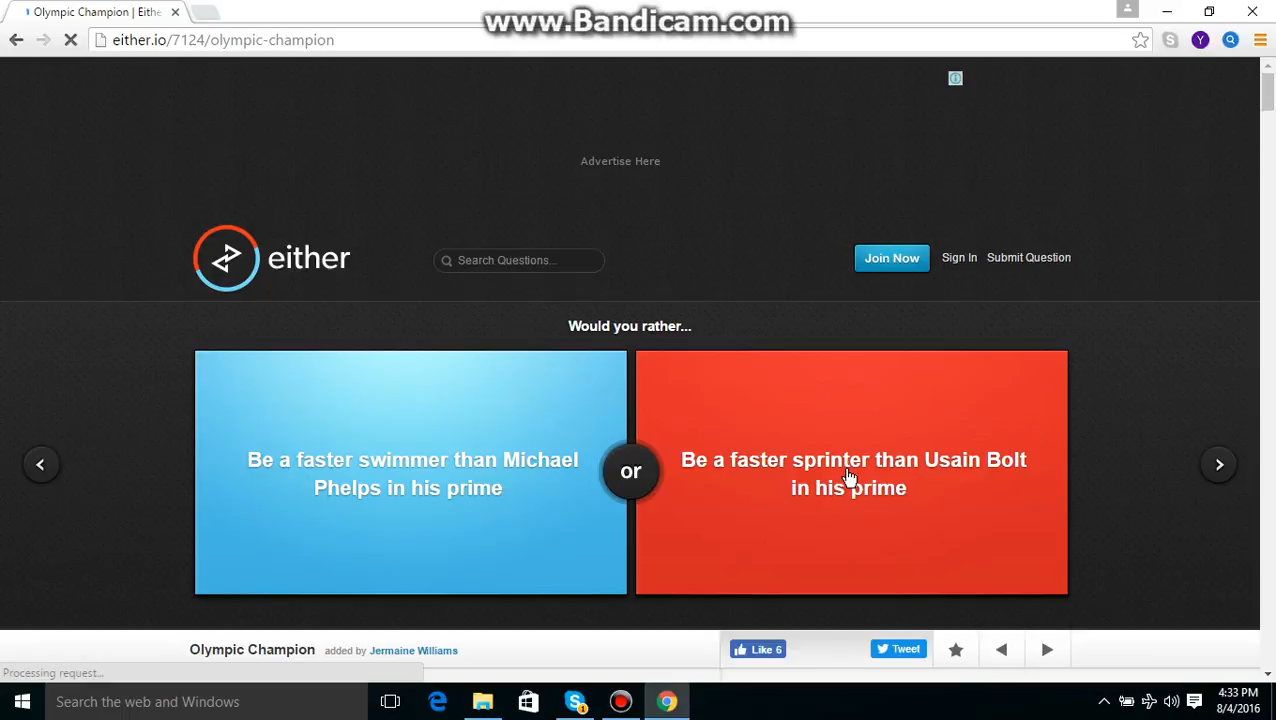 www.Bandicam.com
Olympic Champion | Eithe
either.io/7124/olympic-champion
Advertise Here
either
Search Questions...
Join Now
Sign In
Submit Question
Would you rather...
Be a faster swimmer than Michael
Phelps in his prime
or
Be a faster sprinter than Usain Bolt
in his prime
Olympic Champion
added by Jermaine Williams
Like 6
Tweet
Processing request...
Search the web and Windows
4:33 PM
8/4/2016